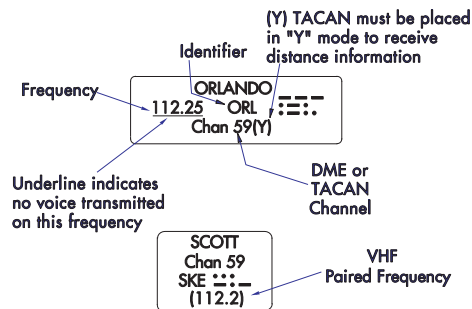 (Y) TACAN must be placed
in "Y" mode to receive
distance information
Identifier
Frequency
ORLANDO
112.25 ORL
Chan 59(Y)
Underline indicates
no voice transmitted
on this frequency
DME or
TACAN
Channel
SCOTT
Chan 59
SKE
(112.2)
VHF
Paired Frequency